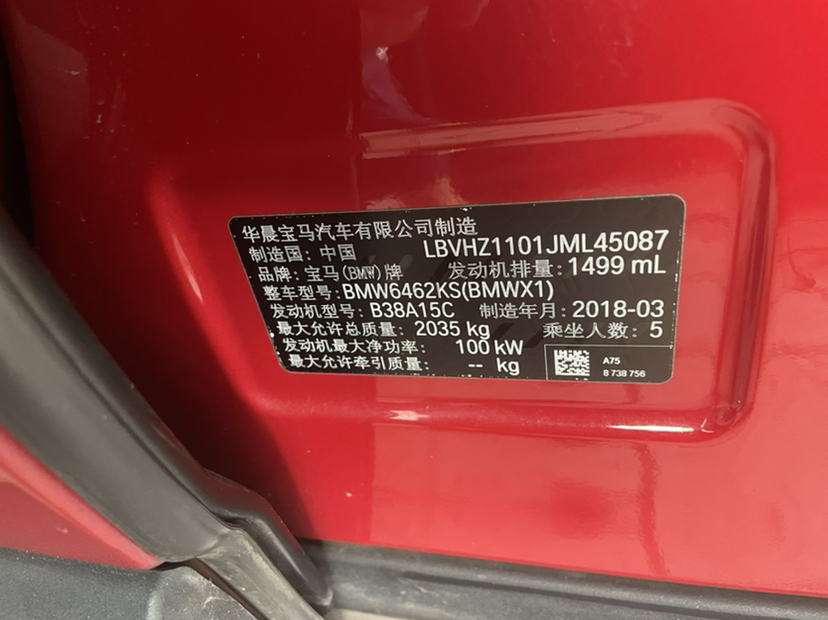 华晨宝马汽车有限公司制造
制造国: 中国 LBVHZ1101JML45087
品牌: 宝马(BMW)牌 发动机排量: 1499 mL
整车型号: BMW6462KS(BMWX1)
发动机型号: B38A15C 制造年月: 2018-03
最大允许总质量: 2035 kg 乘坐人数: 5
发动机最大净功率: 100 kW
最大允许牵引质量: -- kg
A75
8 738 756